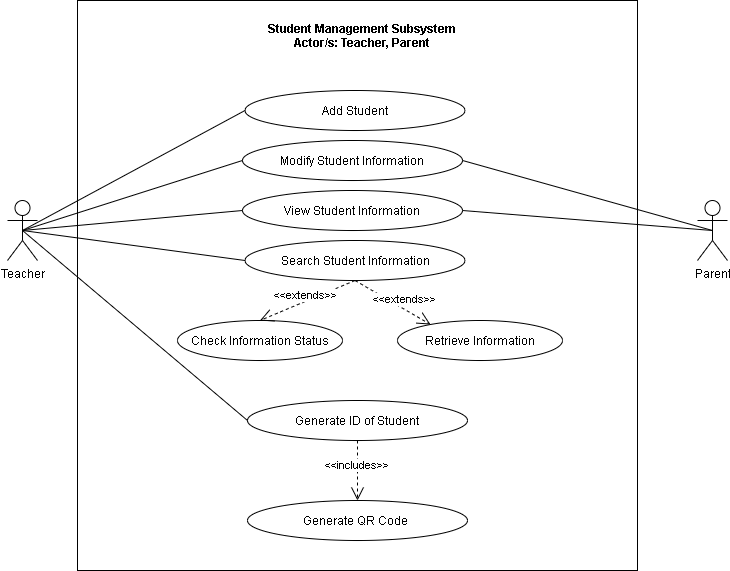 Student Management Subsystem
Actor/s: Teacher, Parent
Add Student
Modify Student Information
View Student Information
Teacher
Parent
Search Student Information
<<extends>>
<<extends>>
Check Information Status
Retrieve Information
Generate ID of Student
<<includes>>
Generate QR Code